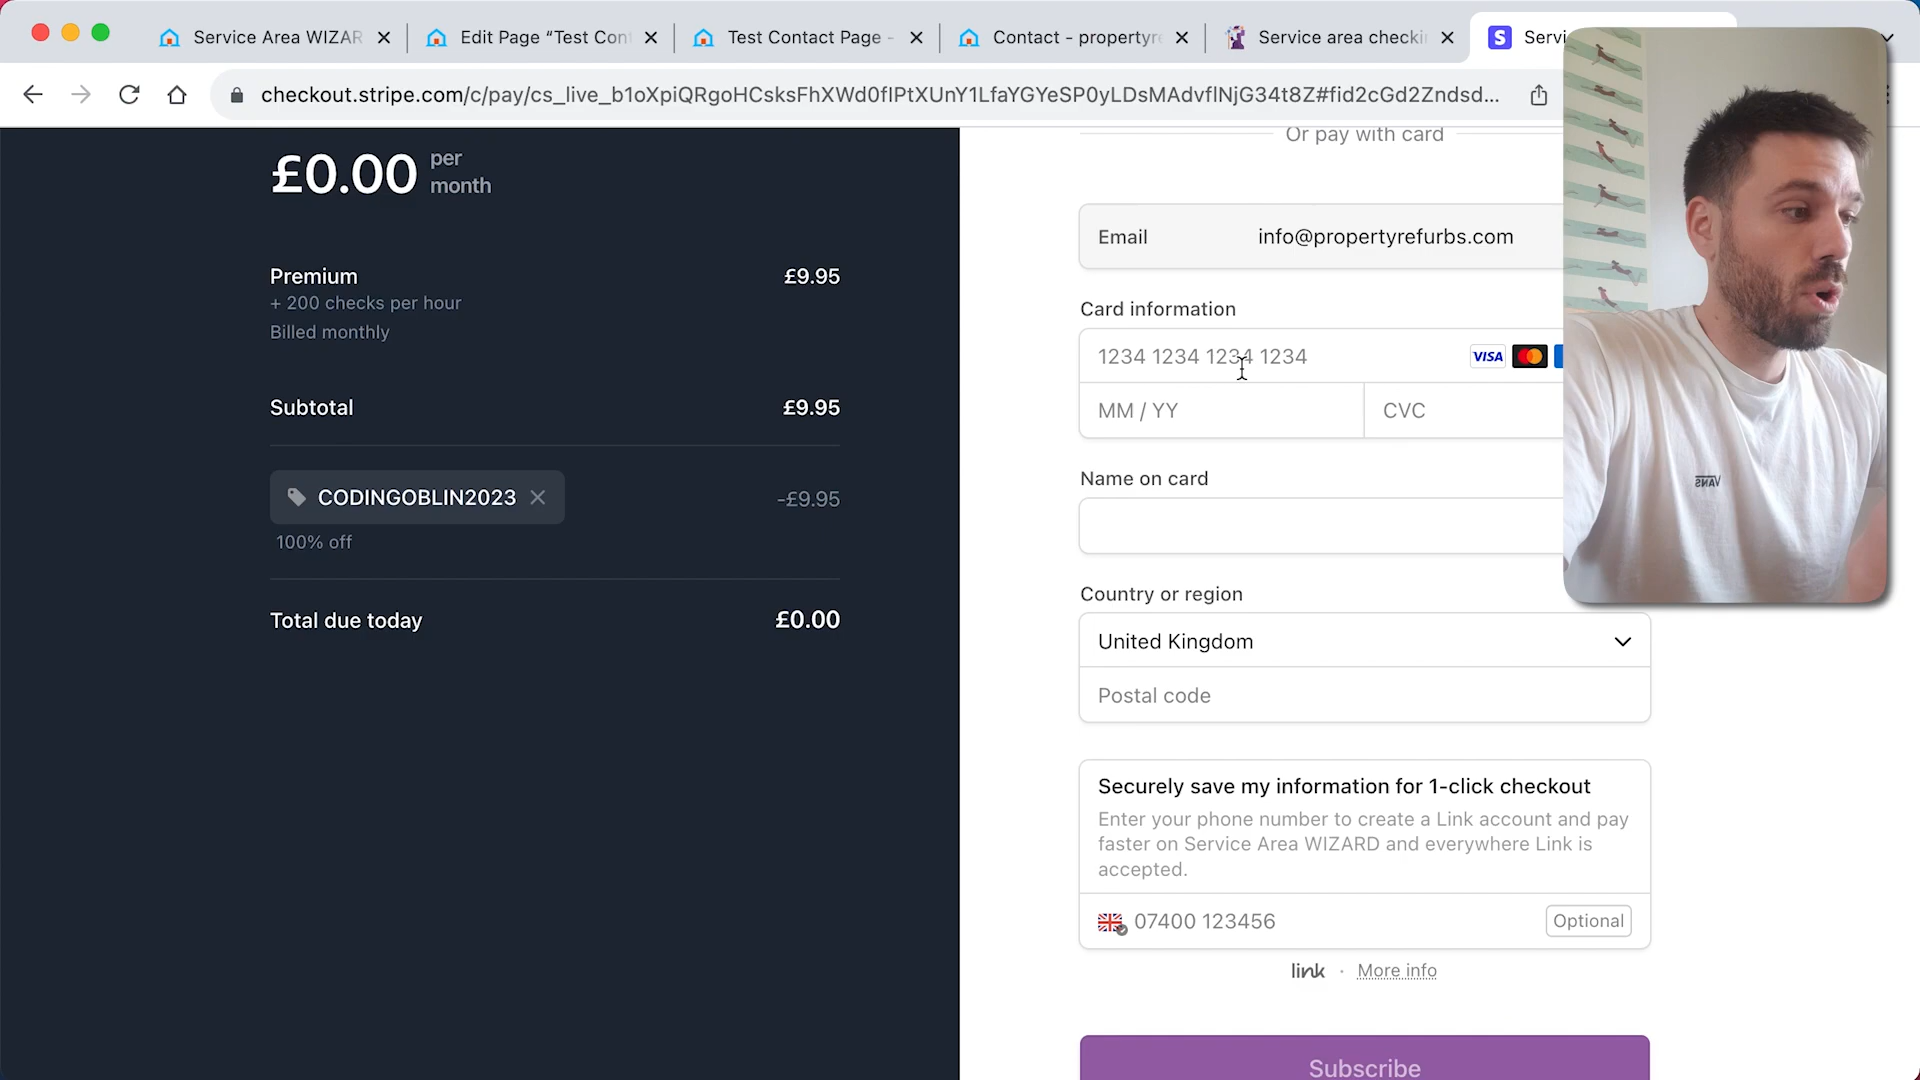 Service Area WIZAR
Edit Page “Test Cont
Test Contact Page -
Contact - propertyre
Service area checki
S Servi
checkout.stripe.com/c/pay/cs_live_b1oXpiQRgoHCsksFhXWd0fIPtXUnY1LfaYGYeSP0yLDsMAdvfINjG34t8Z#fid2cGd2Zndsd...
£0.00 per month
Premium £9.95
+ 200 checks per hour
Billed monthly
Subtotal £9.95
CODINGOBLIN2023 -£9.95
100% off
Total due today £0.00
Or pay with card
Email info@propertyrefurbs.com
Card information
1234 1234 1234 1234 VISA
MM / YY CVC
Name on card
Country or region
United Kingdom
Postal code
Securely save my information for 1-click checkout
Enter your phone number to create a Link account and pay
faster on Service Area WIZARD and everywhere Link is
accepted.
07400 123456 Optional
link · More info
Subscribe
VANS